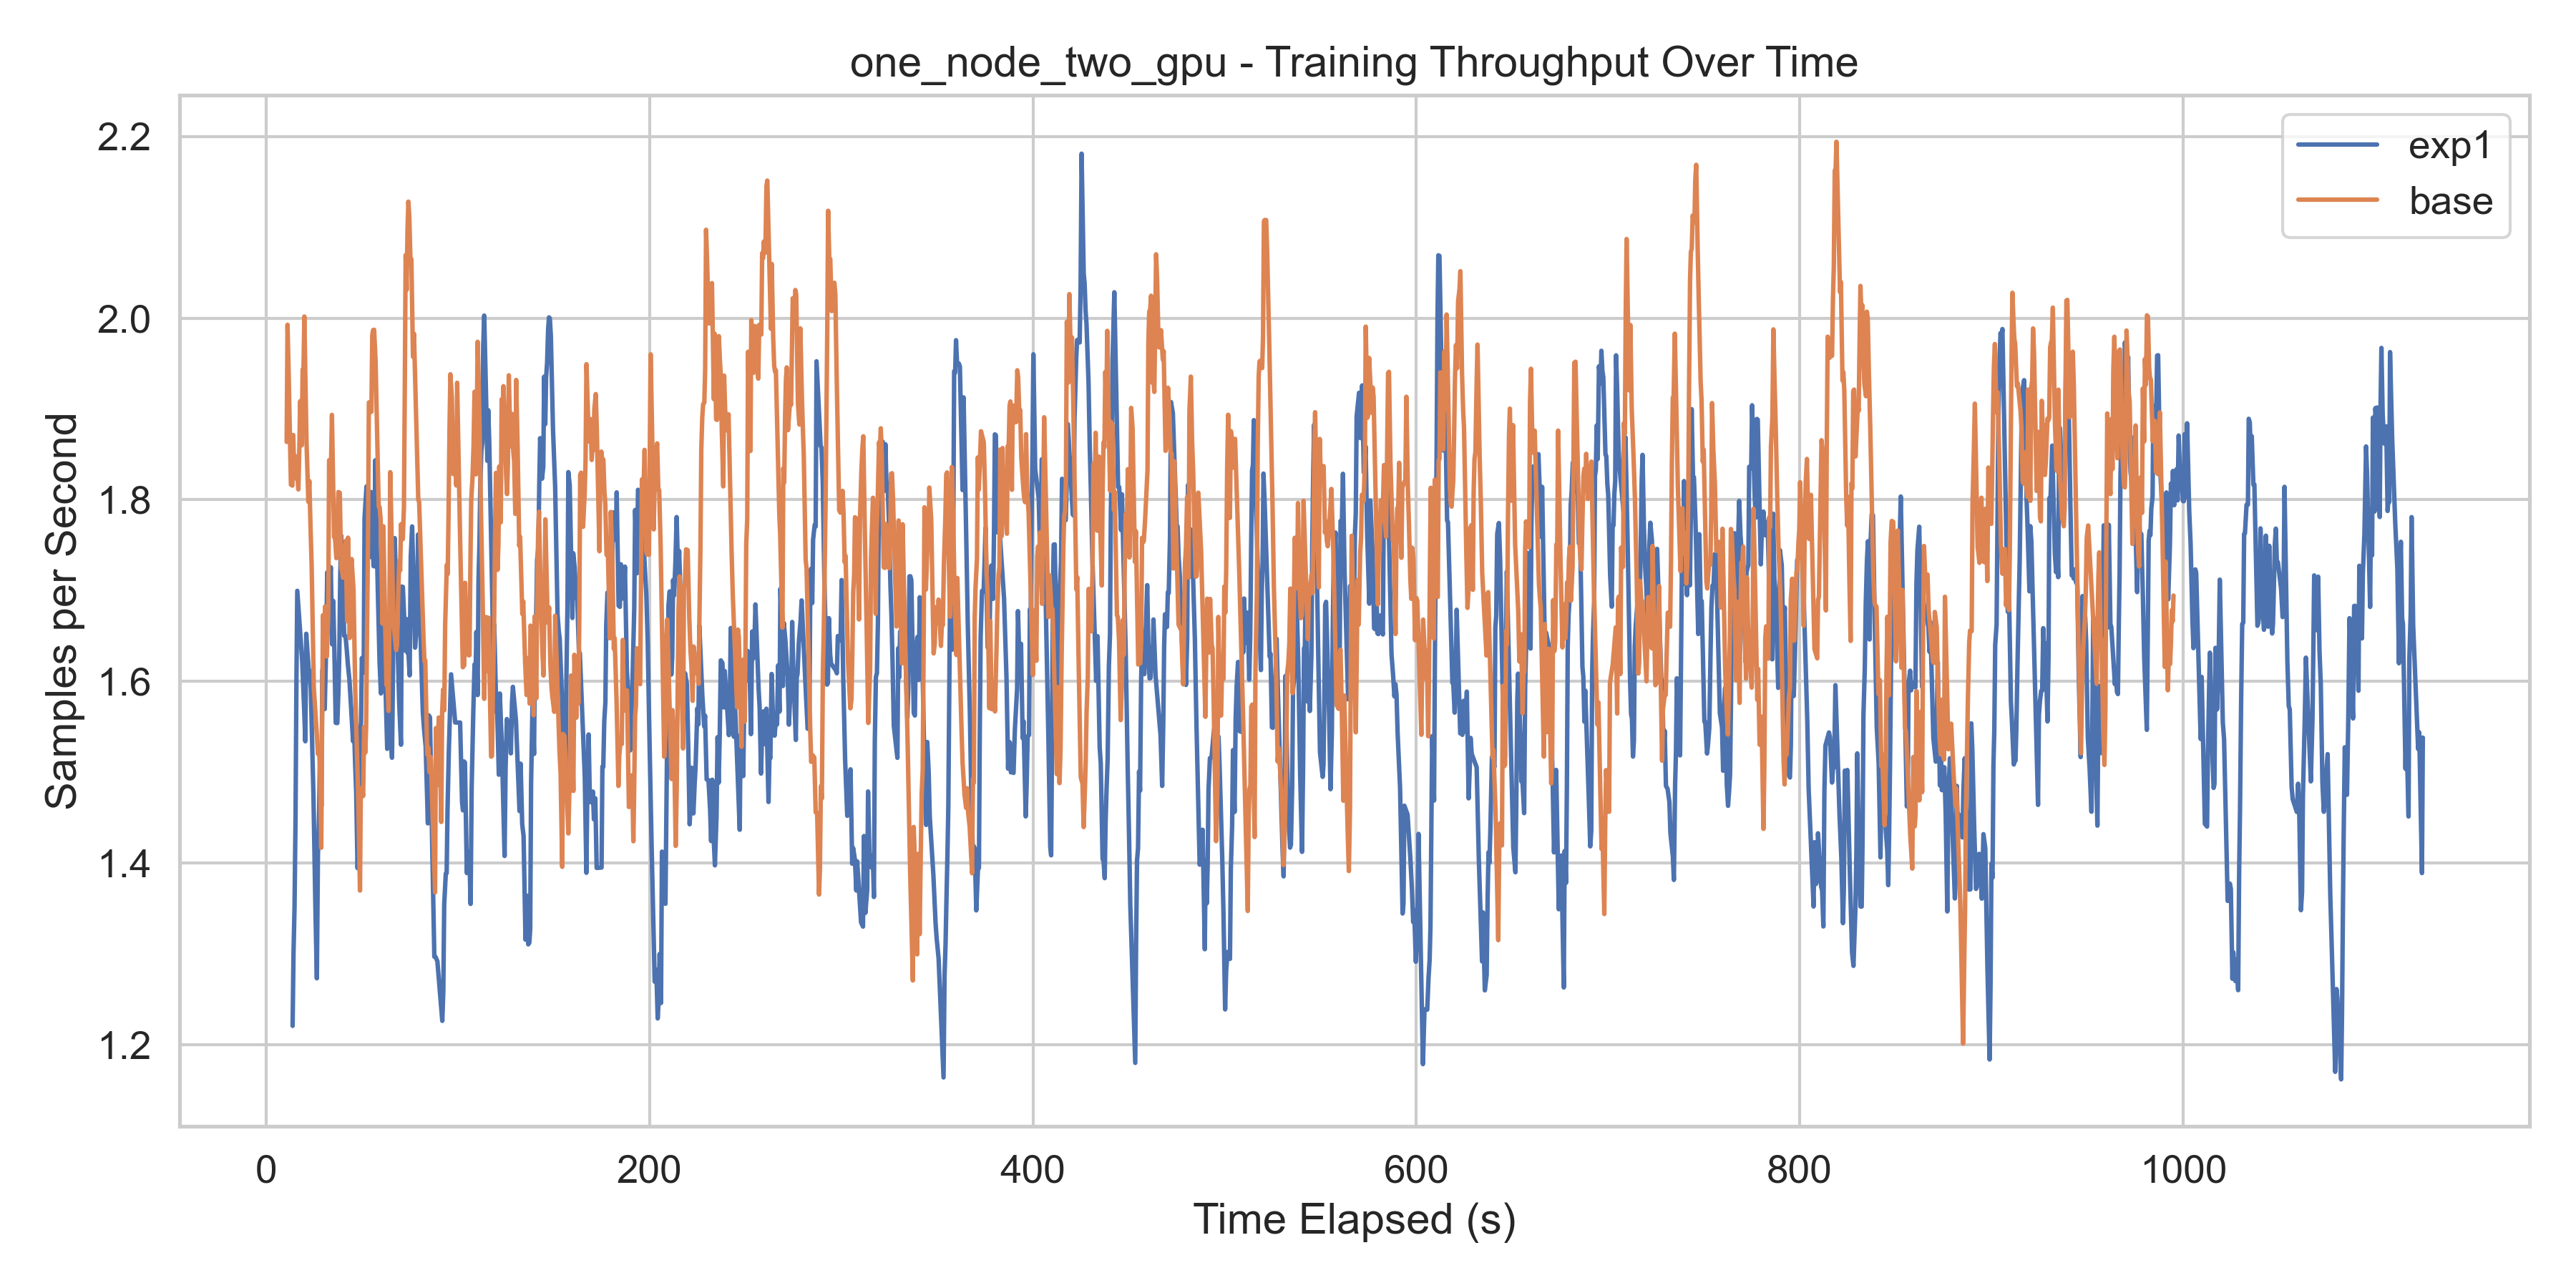 one_node_two_gpu - Training Throughput Over Time
2.2
2.0
1.8
1.6
1.4
1.2
Samples per Second
exp1
base
0 200 400 600 800 1000
Time Elapsed (s)